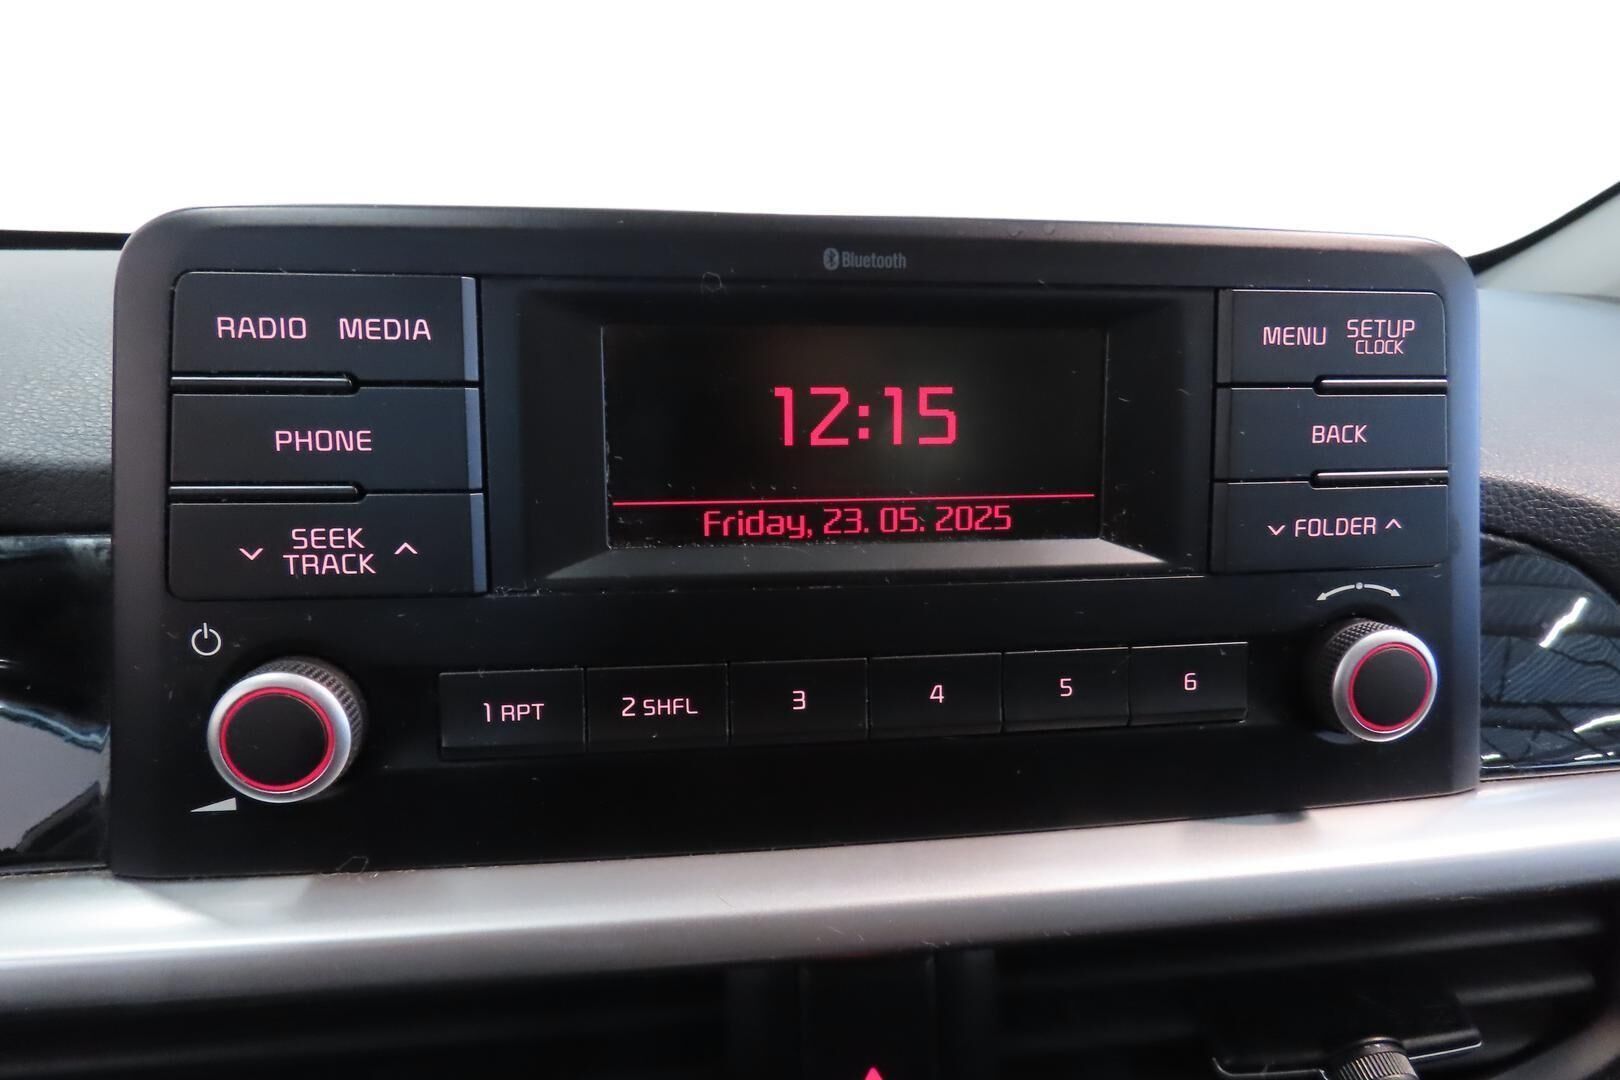 Bluetooth
RADIO MEDIA
PHONE
SEEK
TRACK
12:15
Friday, 23. 05. 2025
MENU SETUP
CLOCK
BACK
FOLDER
1 RPT
2 SHFL
3
4
5
6